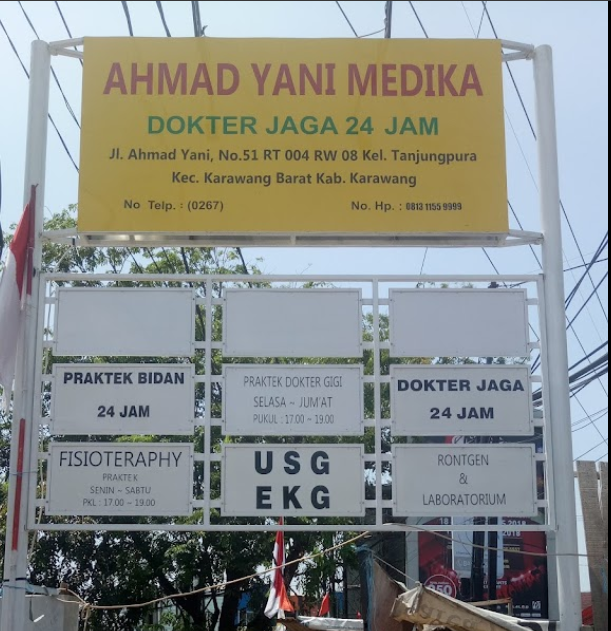 AHMAD YANI MEDIKA
DOKTER JAGA 24 JAM
Jl. Ahmad Yani, No.51 RT 004 RW 08 Kel. Tanjungpura
Kec. Karawang Barat Kab. Karawang
No Telp. : (0267) No. Hp. : 0813 1155 9999
PRAKTEK BIDAN
24 JAM
PRAKTEK DOKTER GIGI
SELASA ~ JUM'AT
PUKUL : 17.00 ~ 19.00
DOKTER JAGA
24 JAM
FISIOTERAPHY
PRAKTEK
SENIN ~ SABTU
PKL : 17.00 ~ 19.00
USG
EKG
RONTGEN
&
LABORATORIUM
2018